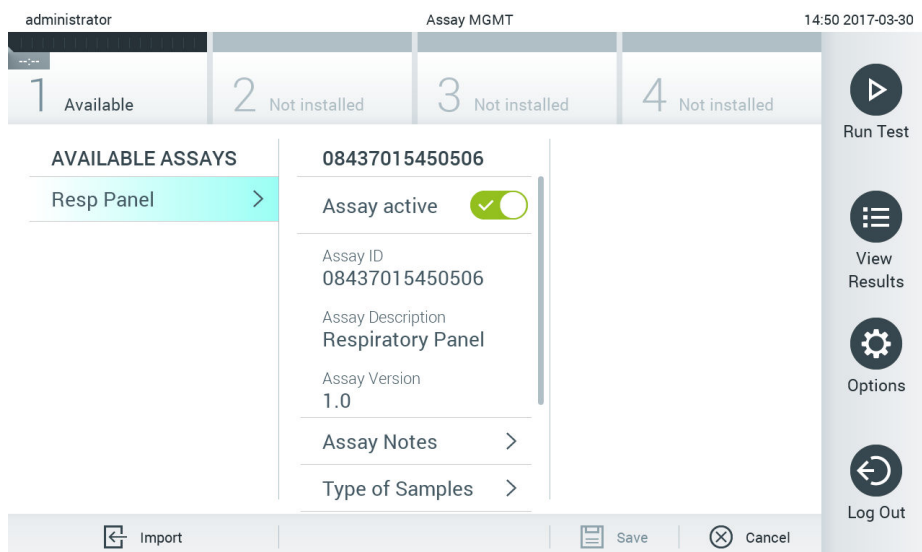 administrator
Assay MGMT
14:50 2017-03-30
--:--
1 Available
2 Not installed
3 Not installed
4 Not installed
Run Test
View
Results
Options
Log Out
AVAILABLE ASSAYS
Resp Panel
08437015450506
Assay active
Assay ID
08437015450506
Assay Description
Respiratory Panel
Assay Version
1.0
Assay Notes
Type of Samples
Import
Save
Cancel